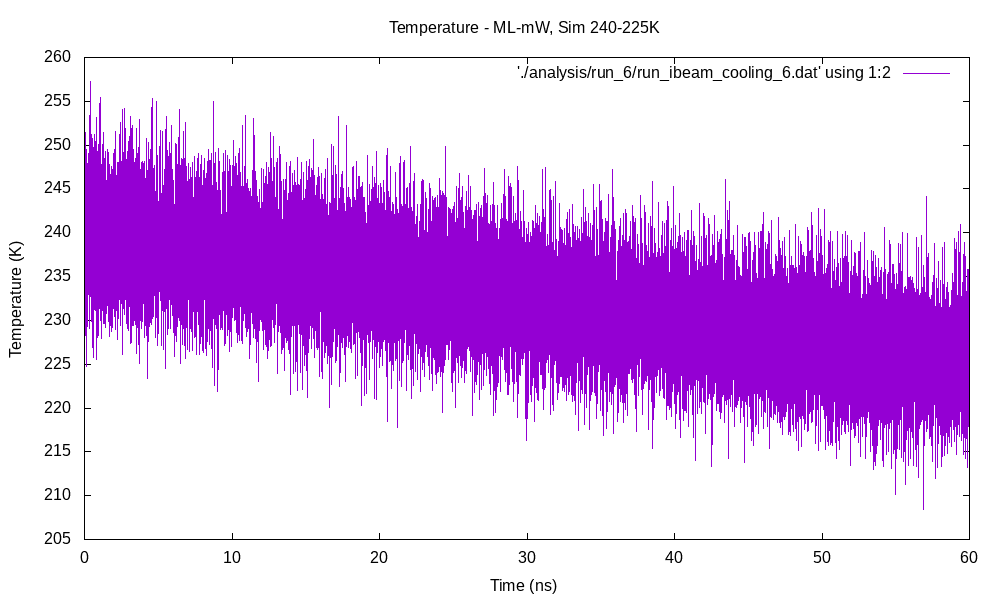 Temperature - ML-mW, Sim 240-225K
'./analysis/run_6/run_ibeam_cooling_6.dat' using 1:2
260
255
250
245
240
235
230
225
220
215
210
205
Temperature (K)
0 10 20 30 40 50 60
Time (ns)